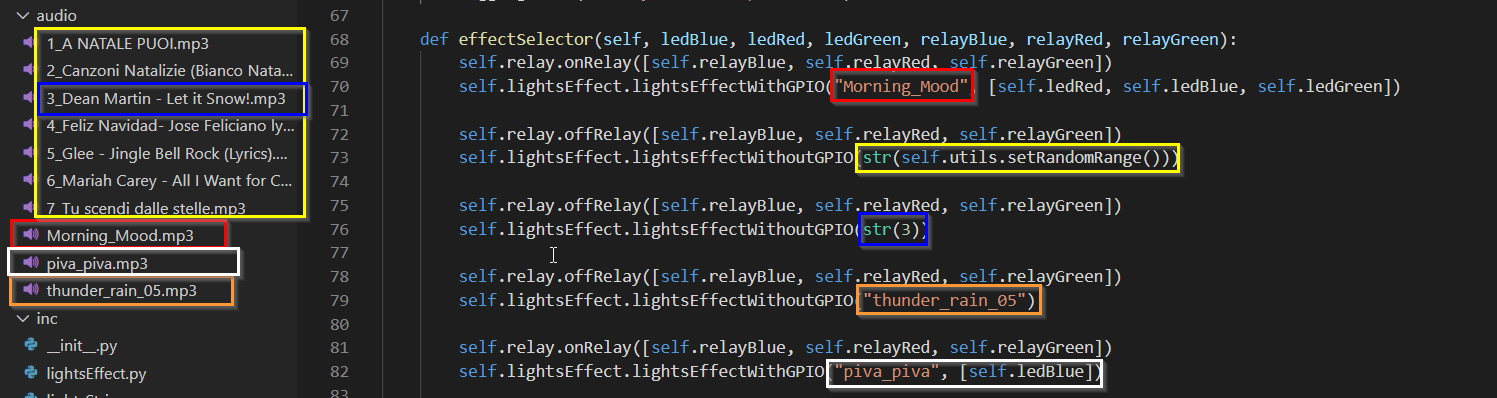 audio
1_A NATALE PUOI.mp3
2_Canzoni Natalizie (Bianco Nata...
3_Dean Martin - Let it Snow!.mp3
4_Feliz Navidad- Jose Feliciano ly...
5_Glee - Jingle Bell Rock (Lyrics)....
6_Mariah Carey - All I Want for C...
7_Tu scendi dalle stelle.mp3
Morning_Mood.mp3
piva_piva.mp3
thunder_rain_05.mp3
inc
__init__.py
lightsEffect.py
67
68 def effectSelector(self, ledBlue, ledRed, ledGreen, relayBlue, relayRed, relayGreen):
69 self.relay.onRelay([self.relayBlue, self.relayRed, self.relayGreen])
70 self.lightsEffect.lightsEffectWithGPIO("Morning_Mood", [self.ledRed, self.ledBlue, self.ledGreen])
71
72 self.relay.offRelay([self.relayBlue, self.relayRed, self.relayGreen])
73 self.lightsEffect.lightsEffectWithoutGPIO(str(self.utils.setRandomRange()))
74
75 self.relay.offRelay([self.relayBlue, self.relayRed, self.relayGreen])
76 self.lightsEffect.lightsEffectWithoutGPIO(str(3))
77
78 self.relay.offRelay([self.relayBlue, self.relayRed, self.relayGreen])
79 self.lightsEffect.lightsEffectWithoutGPIO("thunder_rain_05")
80
81 self.relay.onRelay([self.relayBlue, self.relayRed, self.relayGreen])
82 self.lightsEffect.lightsEffectWithGPIO("piva_piva", [self.ledBlue])
83